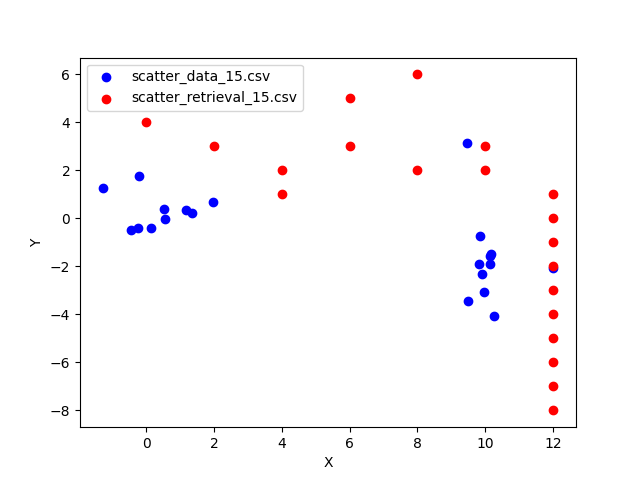 scatter_data_15.csv
scatter_retrieval_15.csv
6
4
2
0
−2
−4
−6
−8
Y
0 2 4 6 8 10 12
X